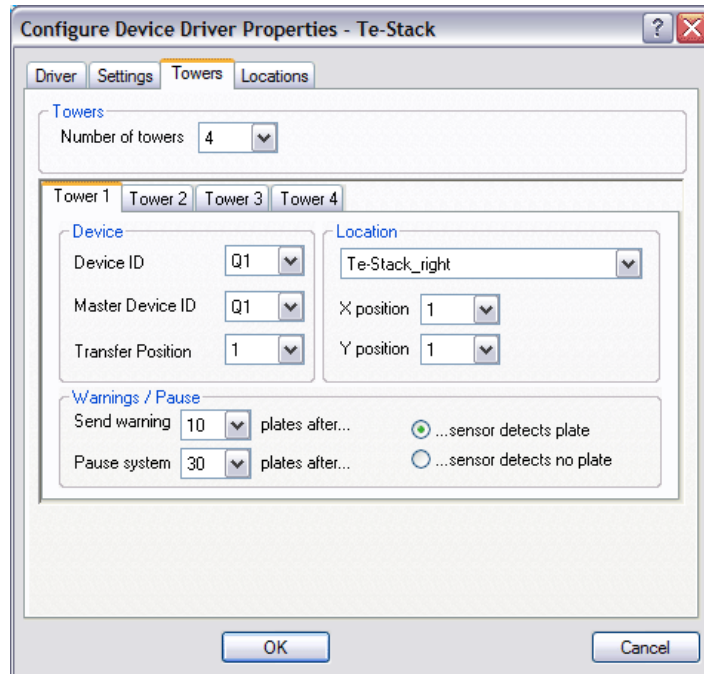 Configure Device Driver Properties - Te-Stack
Driver Settings Towers Locations
Towers
Number of towers 4
Tower 1 Tower 2 Tower 3 Tower 4
Device
Device ID Q1
Master Device ID Q1
Transfer Position 1
Location
Te-Stack_right
X position 1
Y position 1
Warnings / Pause
Send warning 10 plates after...
Pause system 30 plates after...
...sensor detects plate
...sensor detects no plate
OK Cancel